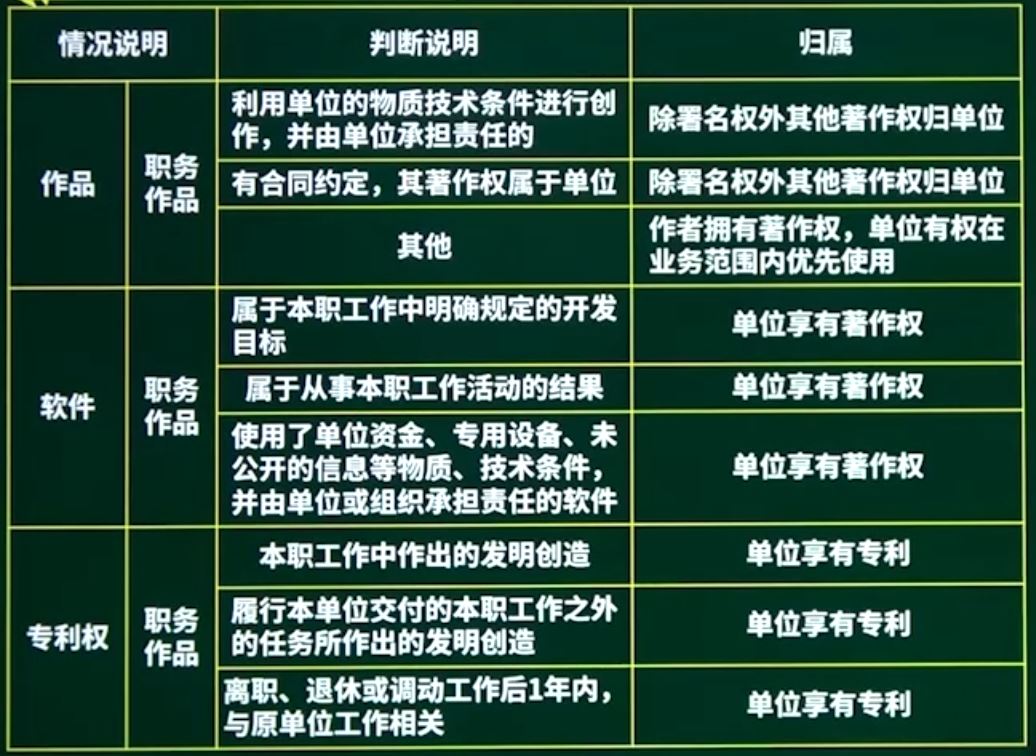 情况说明
判断说明
归属
作品
职务
作品
利用单位的物质技术条件进行创
作，并由单位承担责任的
除署名权外其他著作权归单位
有合同约定，其著作权属于单位
除署名权外其他著作权归单位
其他
作者拥有著作权，单位有权在
业务范围内优先使用
软件
职务
作品
属于本职工作中明确规定的开发
目标
单位享有著作权
属于从事本职工作活动的结果
单位享有著作权
使用了单位资金、专用设备、未
公开的信息等物质、技术条件，
并由单位或组织承担责任的软件
单位享有著作权
专利权
职务
作品
本职工作中作出的发明创造
单位享有专利
履行本单位交付的本职工作之外
的任务所作出的发明创造
单位享有专利
离职、退休或调动工作后1年内，
与原单位工作相关
单位享有专利